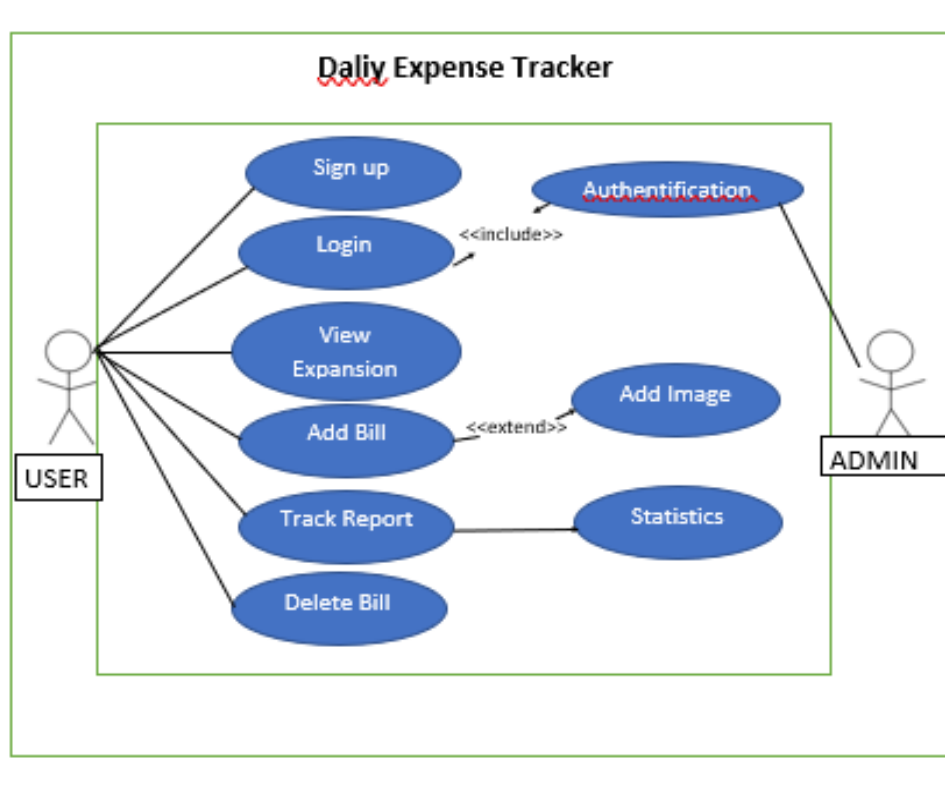 Daliy Expense Tracker
Sign up
Authentification
Login
<<include>>
View
Expansion
Add Image
Add Bill
<<extend>>
USER
ADMIN
Track Report
Statistics
Delete Bill